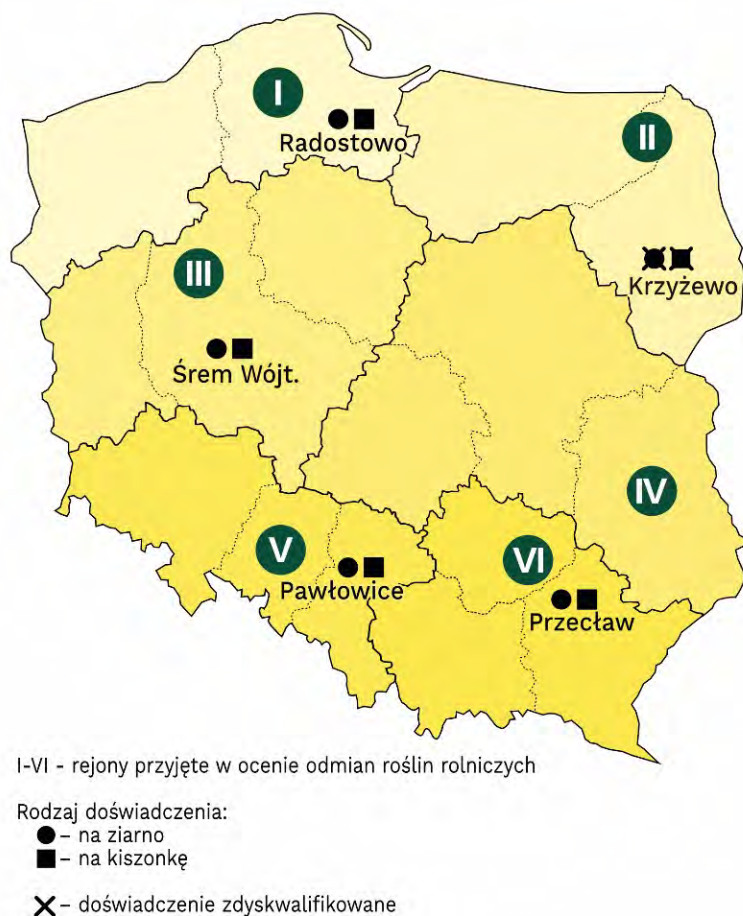 I
Radostowo
II
Krzyżewo
III
Śrem Wójt.
IV
V
Pawłowice
VI
Przecław
I-VI - rejony przyjęte w ocenie odmian roślin rolniczych
Rodzaj doświadczenia:
– na ziarno
– na kiszonkę
– doświadczenie zdyskwalifikowane